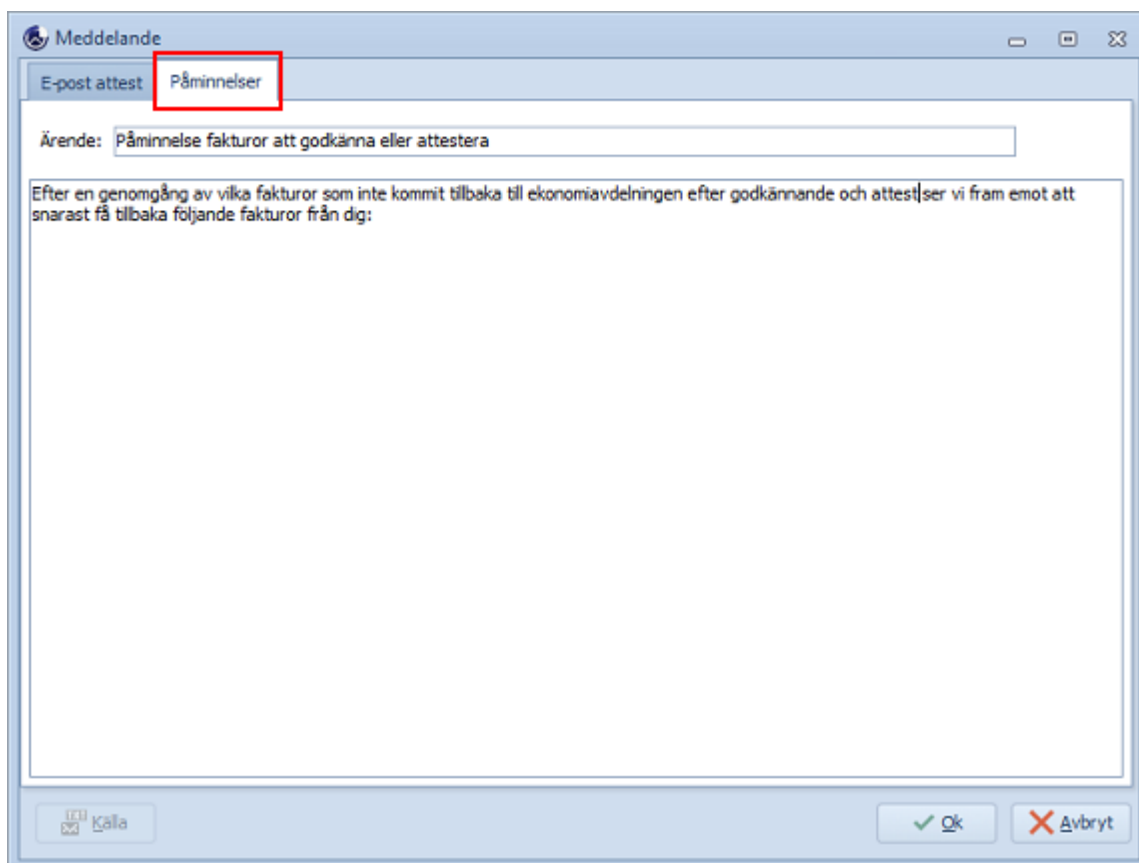 Meddelande
E-post attest Påminnelser
Ärende: Påminnelse fakturor att godkänna eller attestera
Efter en genomgång av vilka fakturor som inte kommit tillbaka till ekonomiavdelningen efter godkännande och attest ser vi fram emot att
snarast få tillbaka följande fakturor från dig:
Källa Ok Avbryt